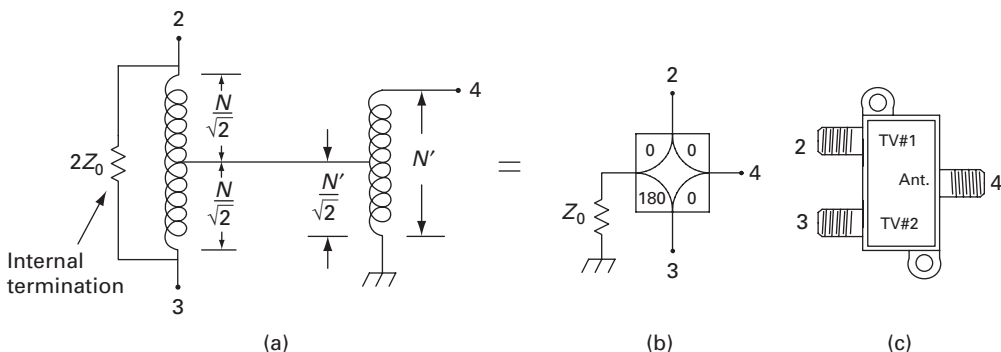 2
N
√2
N
√2
2Z0
Internal
termination
3
N'
√2
N'
4
=
2
0 0
180 0
4
Z0
3
2
TV#1
Ant.
4
3
TV#2
(a)
(b)
(c)